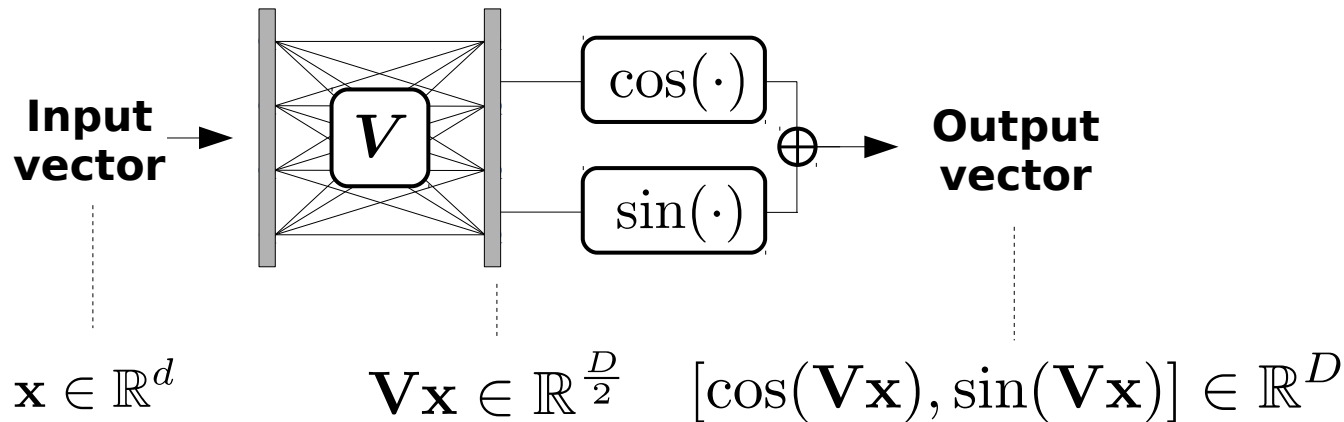 Input
vector
V
cos(·)
sin(·)
⊕
Output
vector
x ∈ ℝ^d
Vx ∈ ℝ^{D/2}
[cos(Vx), sin(Vx)] ∈ ℝ^D